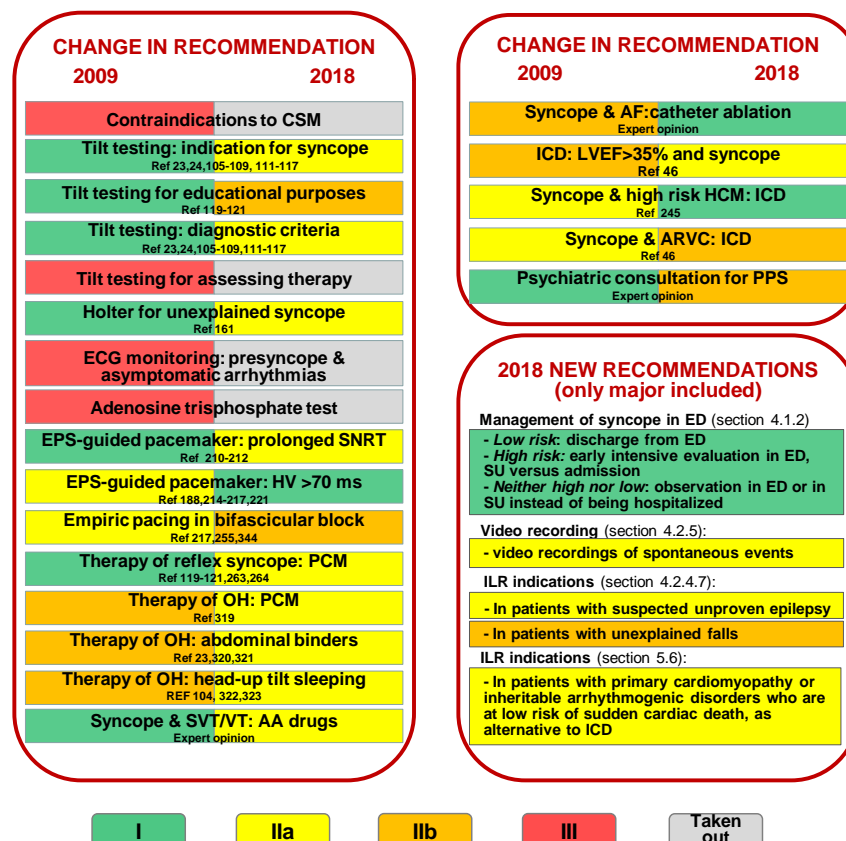 CHANGE IN RECOMMENDATION
2009 2018
Contraindications to CSM
Tilt testing: indication for syncope
Ref 23,24,105-109, 111-117
Tilt testing for educational purposes
Ref 119-121
Tilt testing: diagnostic criteria
Ref 23,24,105-109,111-117
Tilt testing for assessing therapy
Holter for unexplained syncope
Ref 161
ECG monitoring: presyncope &
asymptomatic arrhythmias
Adenosine trisphosphate test
EPS-guided pacemaker: prolonged SNRT
Ref 210-212
EPS-guided pacemaker: HV >70 ms
Ref 188,214-217,221
Empiric pacing in bifascicular block
Ref 217,255,344
Therapy of reflex syncope: PCM
Ref 119-121,263,264
Therapy of OH: PCM
Ref 319
Therapy of OH: abdominal binders
Ref 23,320,321
Therapy of OH: head-up tilt sleeping
REF 104, 322,323
Syncope & SVT/VT: AA drugs
Expert opinion
CHANGE IN RECOMMENDATION
2009 2018
Syncope & AF:catheter ablation
Expert opinion
ICD: LVEF>35% and syncope
Ref 46
Syncope & high risk HCM: ICD
Ref 245
Syncope & ARVC: ICD
Ref 46
Psychiatric consultation for PPS
Expert opinion
2018 NEW RECOMMENDATIONS
(only major included)
Management of syncope in ED (section 4.1.2)
- Low risk: discharge from ED
- High risk: early intensive evaluation in ED,
SU versus admission
- Neither high nor low: observation in ED or in
SU instead of being hospitalized
Video recording (section 4.2.5):
- video recordings of spontaneous events
ILR indications (section 4.2.4.7)
- In patients with suspected unproven epilepsy
- In patients with unexplained falls
ILR indications (section 5.6):
- In patients with primary cardiomyopathy or
inheritable arrhythmogenic disorders who are
at low risk of sudden cardiac death, as
alternative to ICD
I IIa IIb III Taken
out